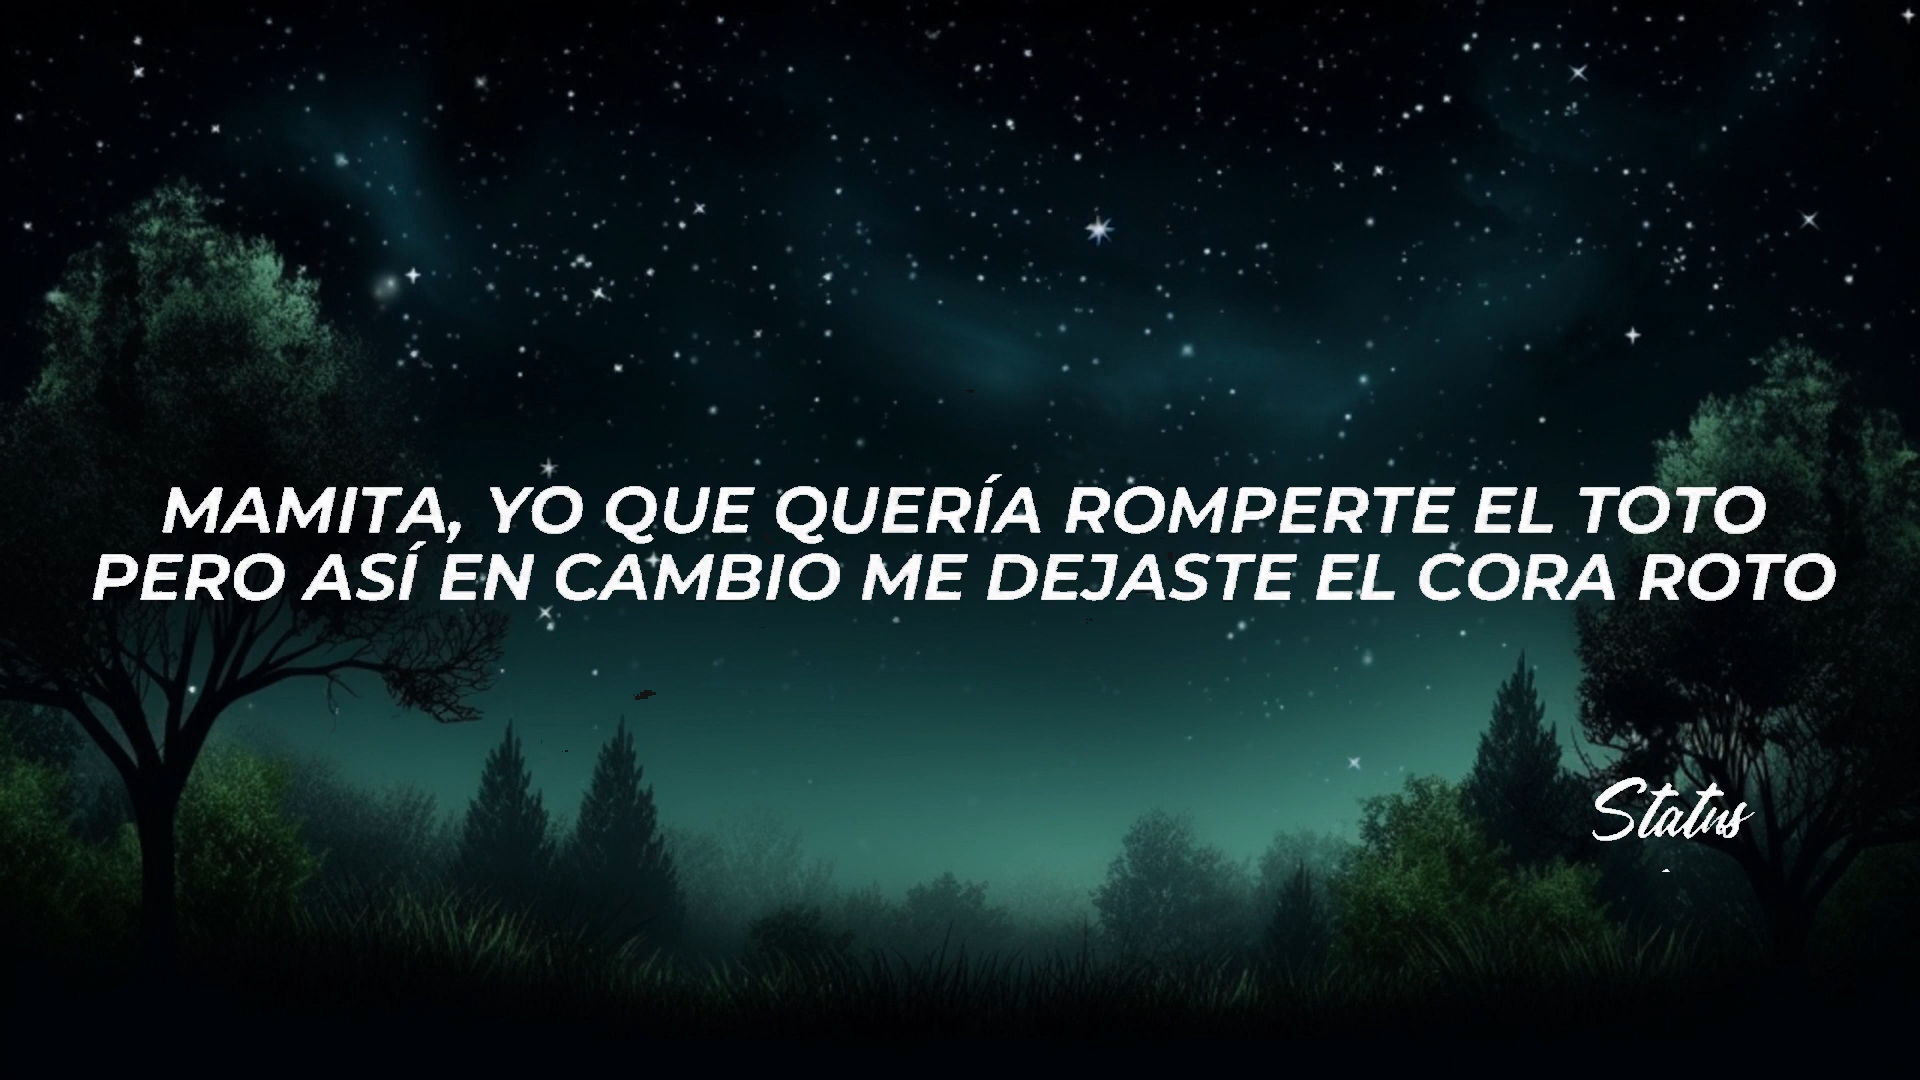 MAMITA, YO QUE QUERÍA ROMPERTE EL TOTO
PERO ASÍ EN CAMBIO ME DEJASTE EL CORA ROTO
Status